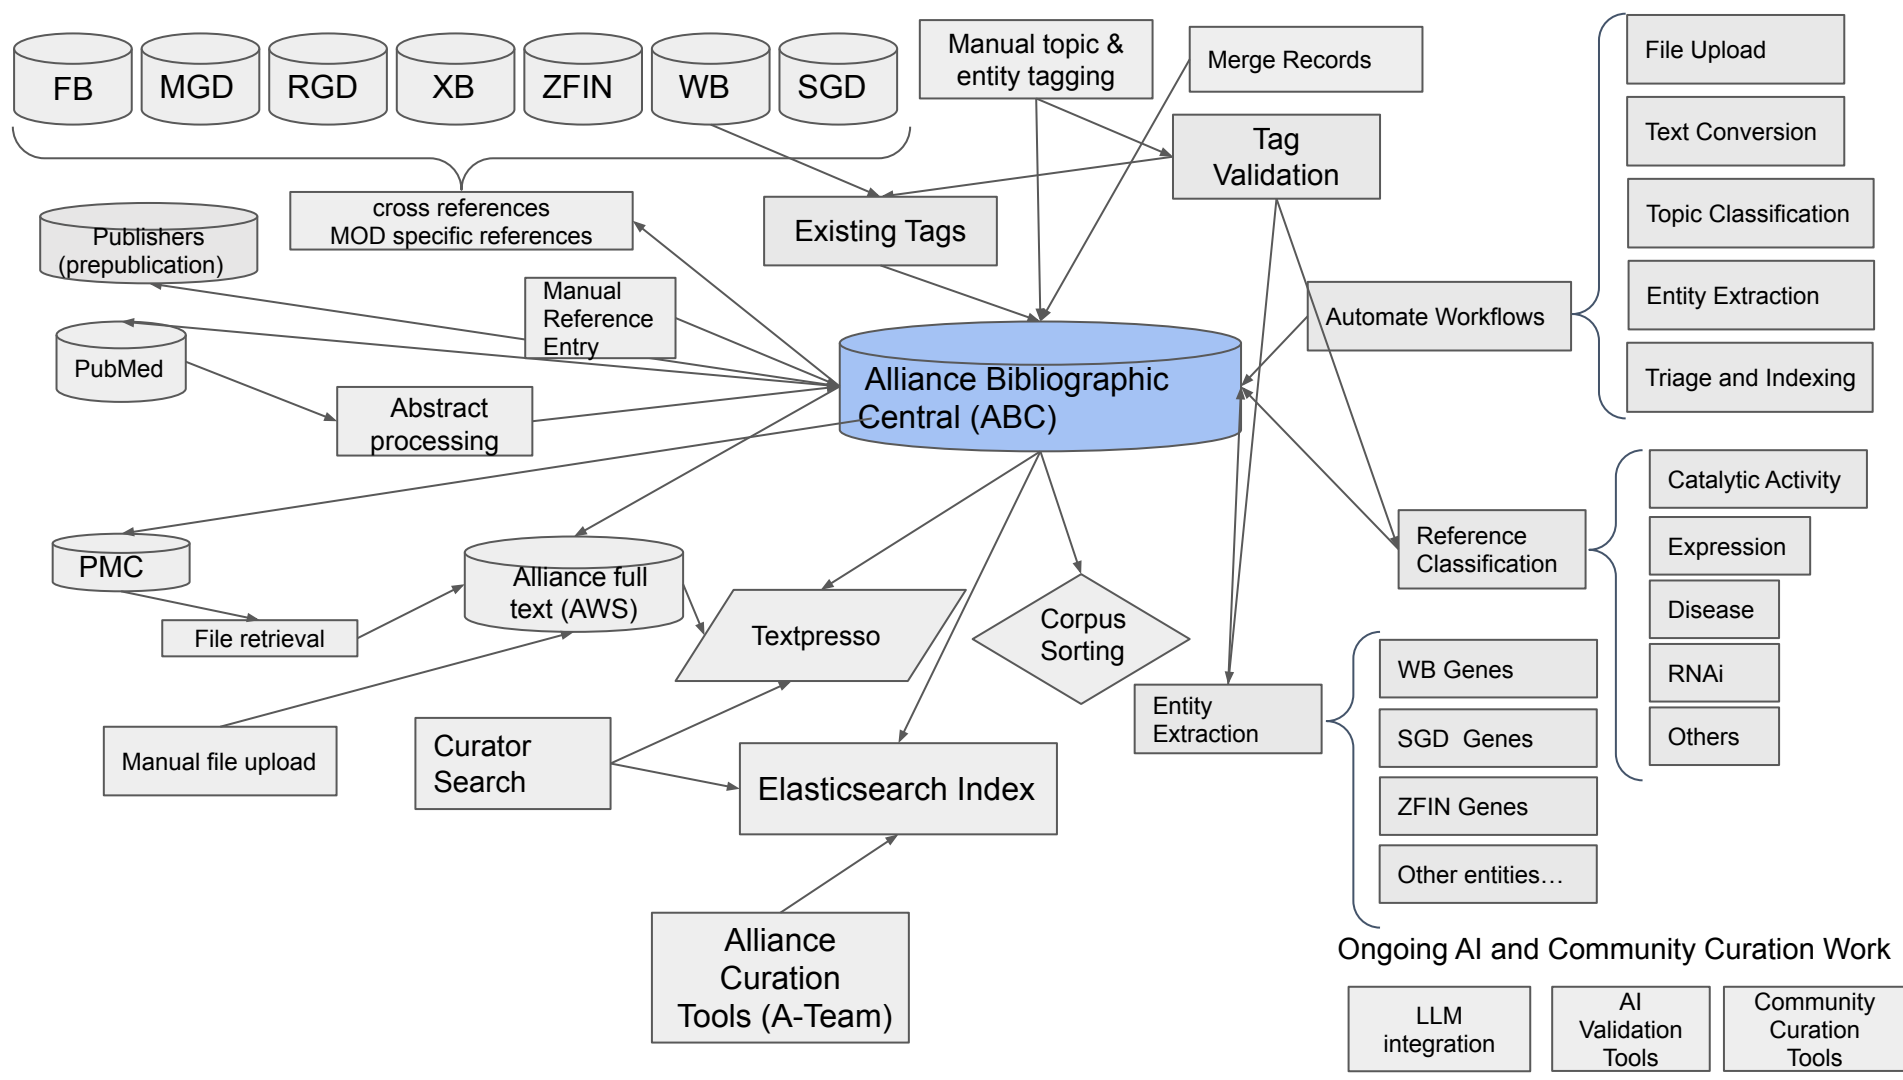 FB
MGD
RGD
XB
ZFIN
WB
SGD
Manual topic &
entity tagging
Merge Records
File Upload
Text Conversion
Tag
Validation
cross references
MOD specific references
Existing Tags
Topic Classification
Publishers
(prepublication)
Manual
Reference
Entry
Automate Workflows
Entity Extraction
PubMed
Abstract
processing
Alliance Bibliographic
Central (ABC)
Triage and Indexing
Catalytic Activity
Reference
Classification
Expression
Disease
RNAi
Others
PMC
File retrieval
Alliance full
text (AWS)
Textpresso
Corpus
Sorting
Entity
Extraction
WB Genes
SGD  Genes
ZFIN Genes
Other entities…
Manual file upload
Curator
Search
Elasticsearch Index
Alliance
Curation
Tools (A-Team)
Ongoing AI and Community Curation Work
LLM
integration
AI
Validation
Tools
Community
Curation
Tools